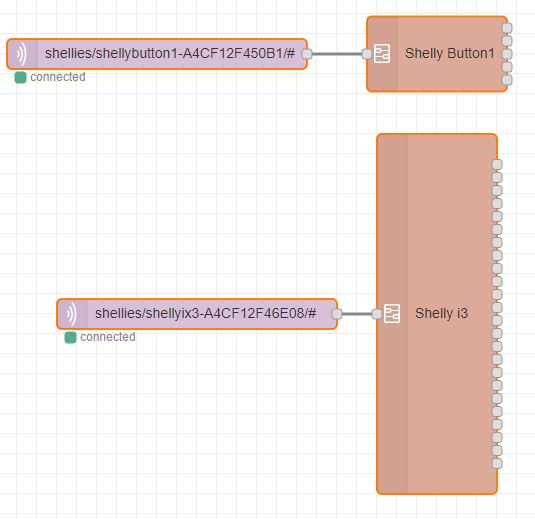 shellies/shellybutton1-A4CF12F450B1/#
Shelly Button1
connected
shellies/shellyix3-A4CF12F46E08/#
Shelly i3
connected